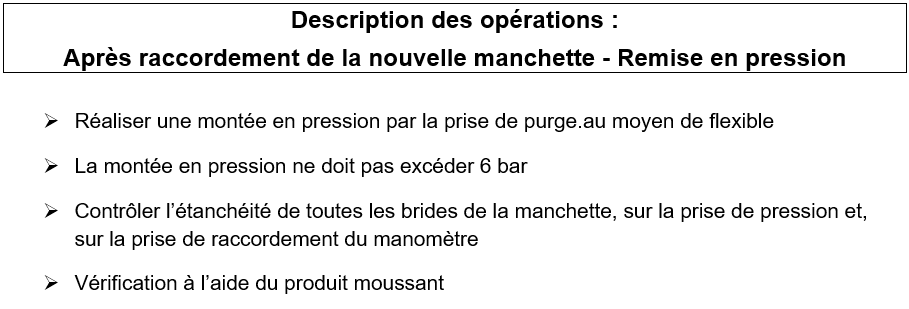 Description des opérations :
Après raccordement de la nouvelle manchette - Remise en pression
➢ Réaliser une montée en pression par la prise de purge.au moyen de flexible
➢ La montée en pression ne doit pas excéder 6 bar
➢ Contrôler l’étanchéité de toutes les brides de la manchette, sur la prise de pression et,
sur la prise de raccordement du manomètre
➢ Vérification à l’aide du produit moussant